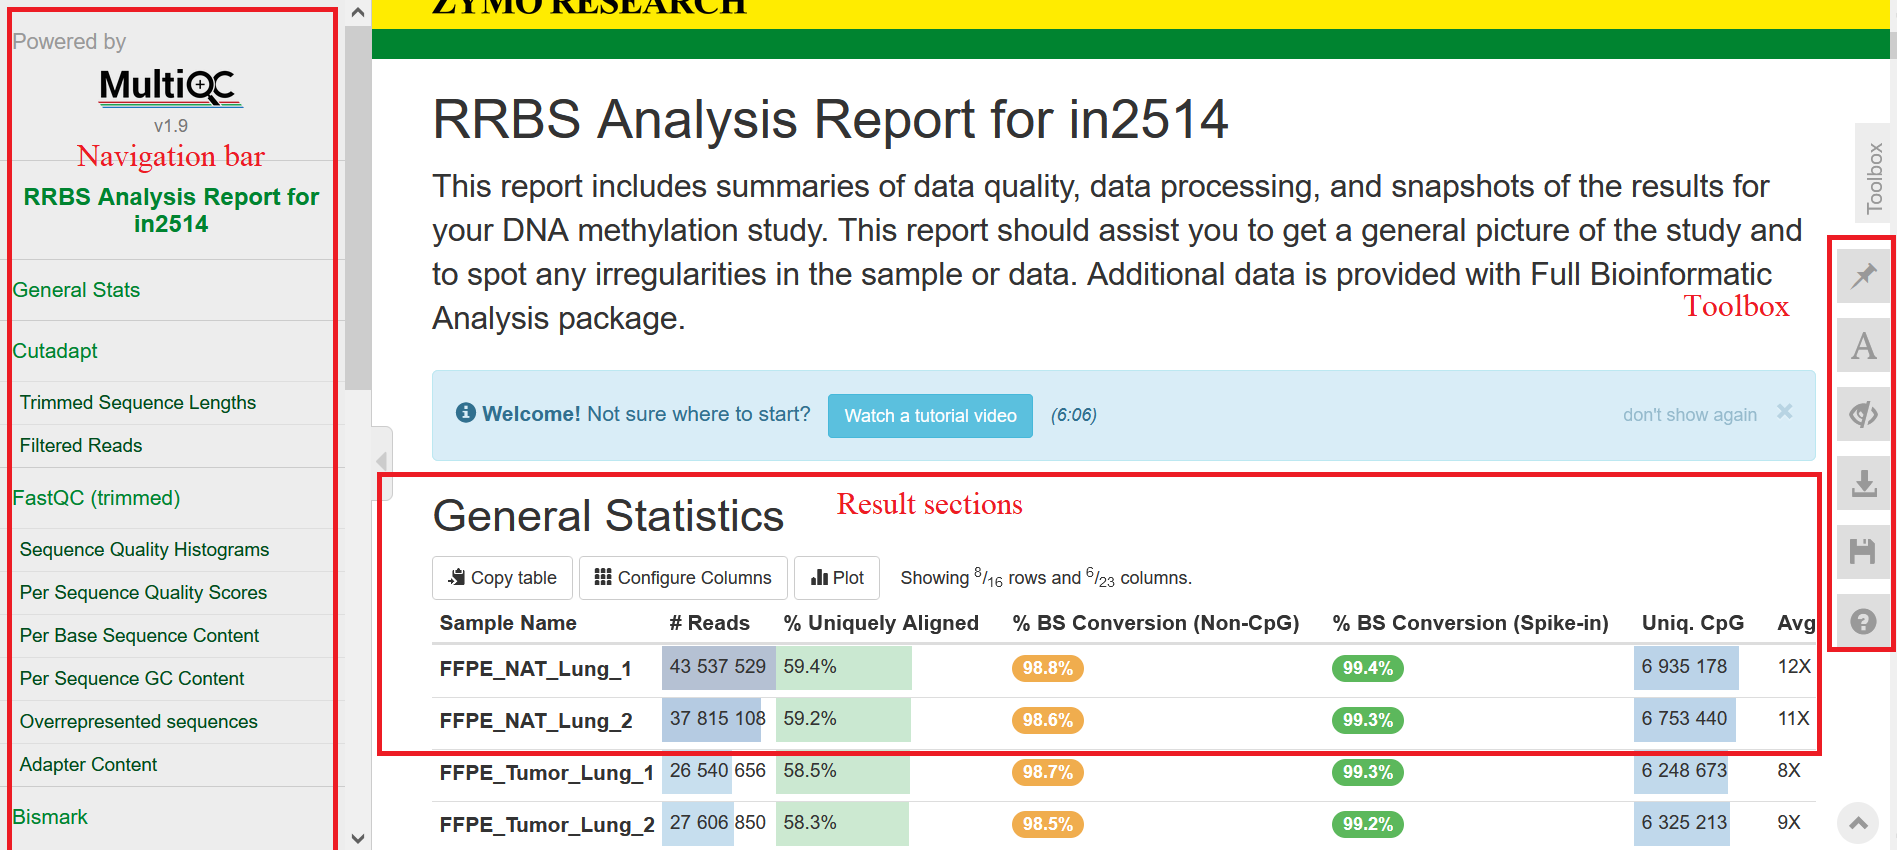 Powered by
MultiQC
v1.9
Navigation bar
RRBS Analysis Report for
in2514
General Stats
Cutadapt
Trimmed Sequence Lengths
Filtered Reads
FastQC (trimmed)
Sequence Quality Histograms
Per Sequence Quality Scores
Per Base Sequence Content
Per Sequence GC Content
Overrepresented sequences
Adapter Content
Bismark
ZYMO RESEARCH
RRBS Analysis Report for in2514
This report includes summaries of data quality, data processing, and snapshots of the results for
your DNA methylation study. This report should assist you to get a general picture of the study and
to spot any irregularities in the sample or data. Additional data is provided with Full Bioinformatic
Analysis package.
Toolbox
Toolbox
A
Welcome! Not sure where to start? Watch a tutorial video (6:06) don't show again ×
General Statistics
Result sections
Copy table Configure Columns Plot Showing 8/16 rows and 6/23 columns.
Sample Name # Reads % Uniquely Aligned % BS Conversion (Non-CpG) % BS Conversion (Spike-in) Uniq. CpG Avg
FFPE_NAT_Lung_1 43 537 529 59.4% 98.8% 99.4% 6 935 178 12X
FFPE_NAT_Lung_2 37 815 108 59.2% 98.6% 99.3% 6 753 440 11X
FFPE_Tumor_Lung_1 26 540 656 58.5% 98.7% 99.3% 6 248 673 8X
FFPE_Tumor_Lung_2 27 606 850 58.3% 98.5% 99.2% 6 325 213 9X